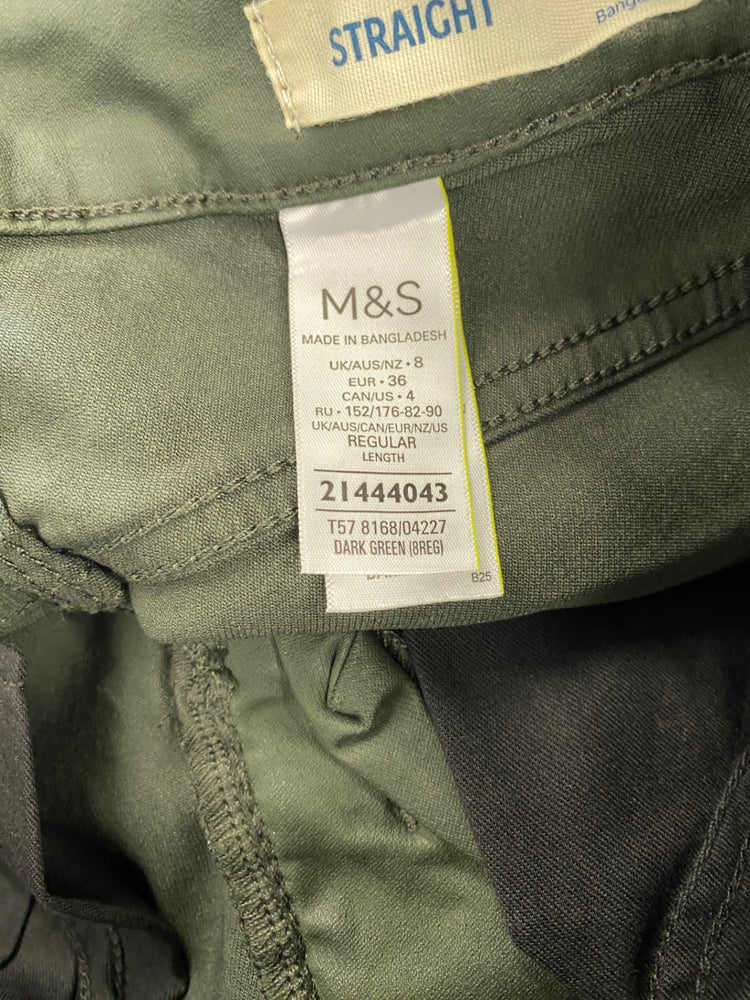 STRAIGHT
M&S
MADE IN BANGLADESH
UK/AUS/NZ • 8
EUR • 36
CAN/US • 4
RU • 152/176-82-90
UK/AUS/CAN/EUR/NZ/US
REGULAR
LENGTH
21444043
T57 8168/04227
DARK GREEN (8REG)
B25